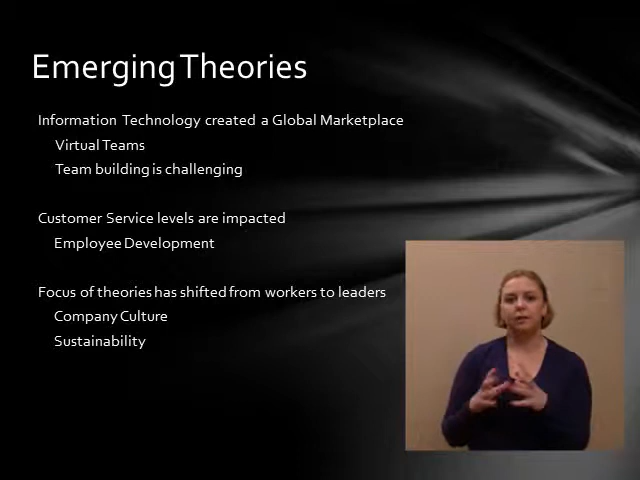 Emerging Theories
Information Technology created a Global Marketplace
Virtual Teams
Team building is challenging
Customer Service levels are impacted
Employee Development
Focus of theories has shifted from workers to leaders
Company Culture
Sustainability